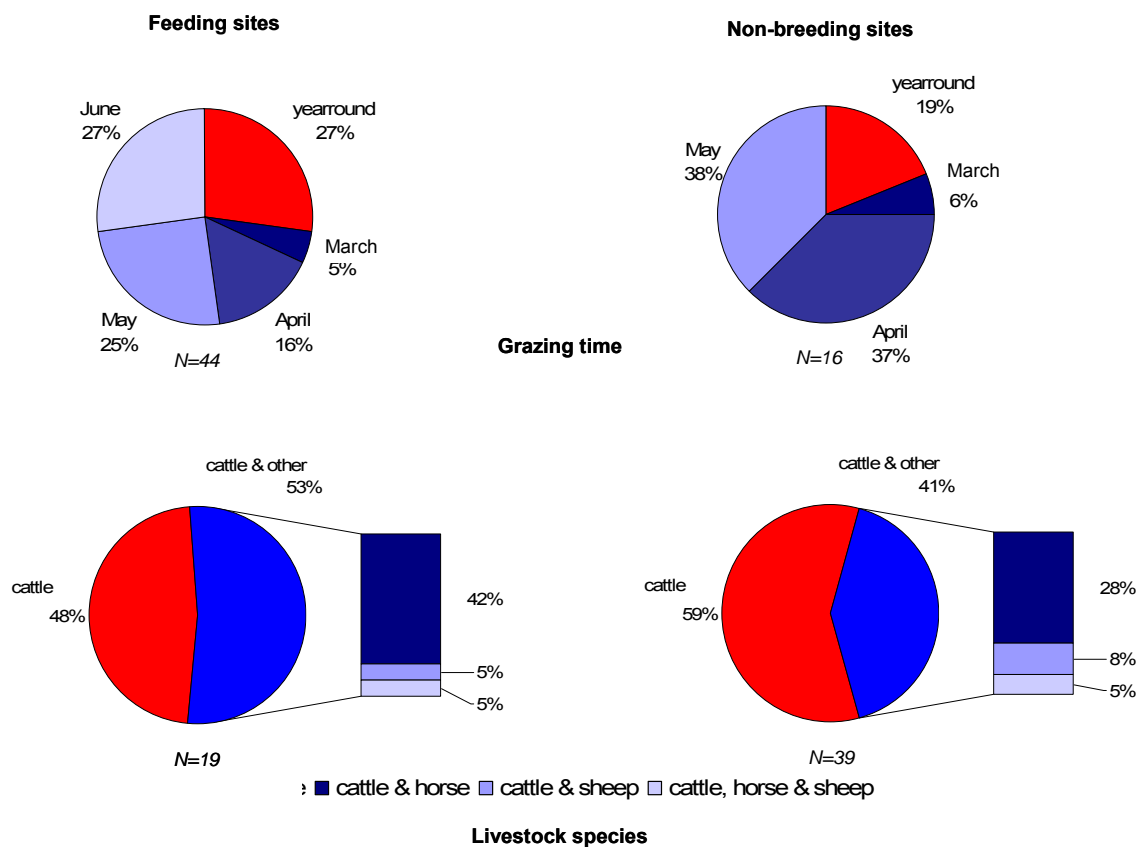 Feeding sites
Non-breeding sites
June
27%
yearround
27%
March
5%
April
16%
May
25%
N=44
yearround
19%
March
6%
May
38%
April
37%
N=16
Grazing time
cattle & other
53%
cattle
48%
42%
5%
5%
N=19
cattle & other
41%
cattle
59%
28%
8%
5%
N=39
cattle & horse cattle & sheep cattle, horse & sheep
Livestock species